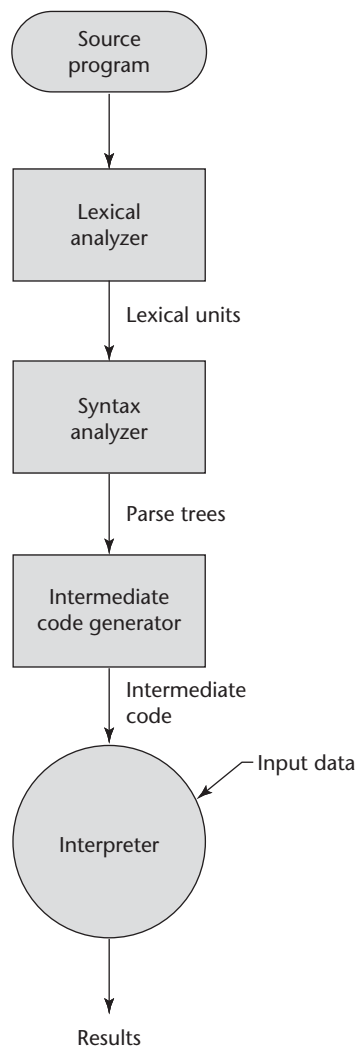 Source
program
Lexical
analyzer
Lexical units
Syntax
analyzer
Parse trees
Intermediate
code generator
Intermediate
code
Input data
Interpreter
Results